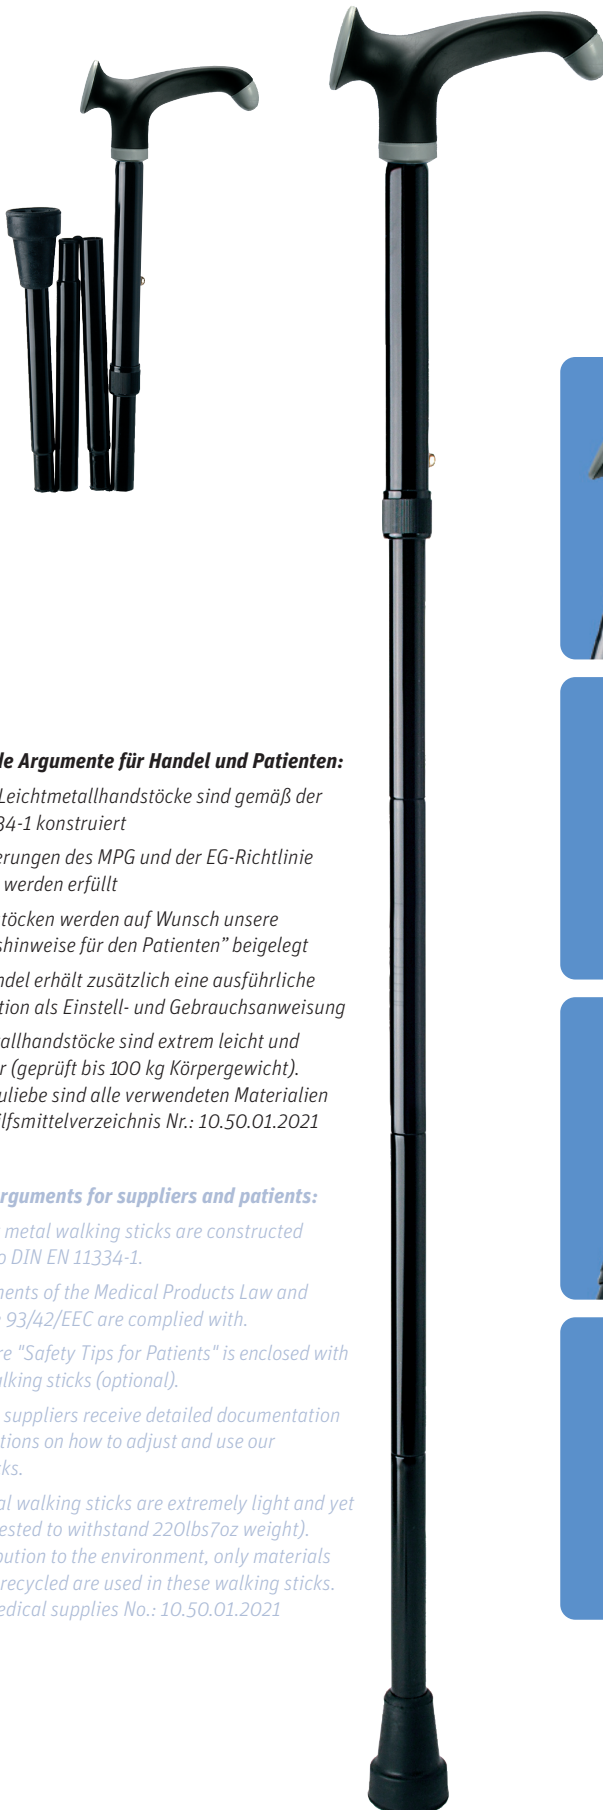 le Argumente für Handel und Patienten:
Leichtmetallhandstöcke sind gemäß der
34-1 konstruiert
erungen des MPG und der EG-Richtlinie
werden erfüllt
töcken werden auf Wunsch unsere
shinweise für den Patienten” beigelegt
ndel erhält zusätzlich eine ausführliche
tion als Einstell- und Gebrauchsanweisung
allhandstöcke sind extrem leicht und
r (geprüft bis 100 kg Körpergewicht).
uliebe sind alle verwendeten Materialien
ilfsmittelverzeichnis Nr.: 10.50.01.2021
rguments for suppliers and patients:
metal walking sticks are constructed
o DIN EN 11334-1.
ments of the Medical Products Law and
e 93/42/EEC are complied with.
re "Safety Tips for Patients" is enclosed with
alking sticks (optional).
suppliers receive detailed documentation
ctions on how to adjust and use our
cks.
al walking sticks are extremely light and yet
ested to withstand 220lbs7oz weight).
bution to the environment, only materials
recycled are used in these walking sticks.
edical supplies No.: 10.50.01.2021